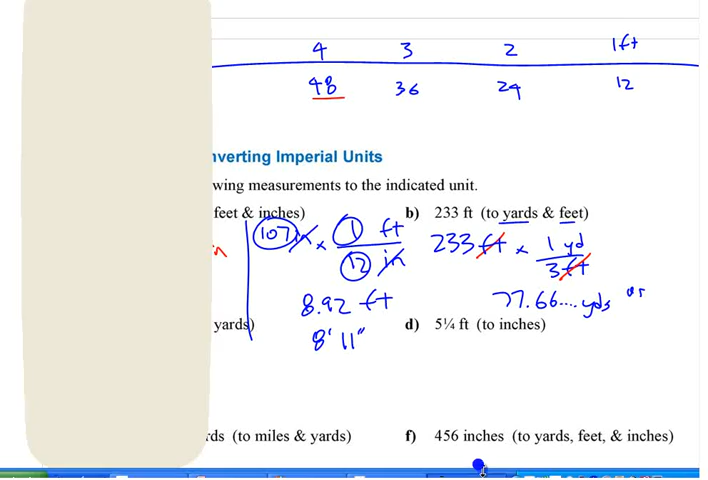 4 3 2 1 ft
48 36 24 12
nverting Imperial Units
wing measurements to the indicated unit.
feet & inches) b) 233 ft (to yards & feet)
107 in × 1 ft / 12 in 233 ft × 1 yd / 3 ft
n
8.92 ft 77.66.... yds or
8' 11"
yards) d) 5¼ ft (to inches)
rds (to miles & yards) f) 456 inches (to yards, feet, & inches)